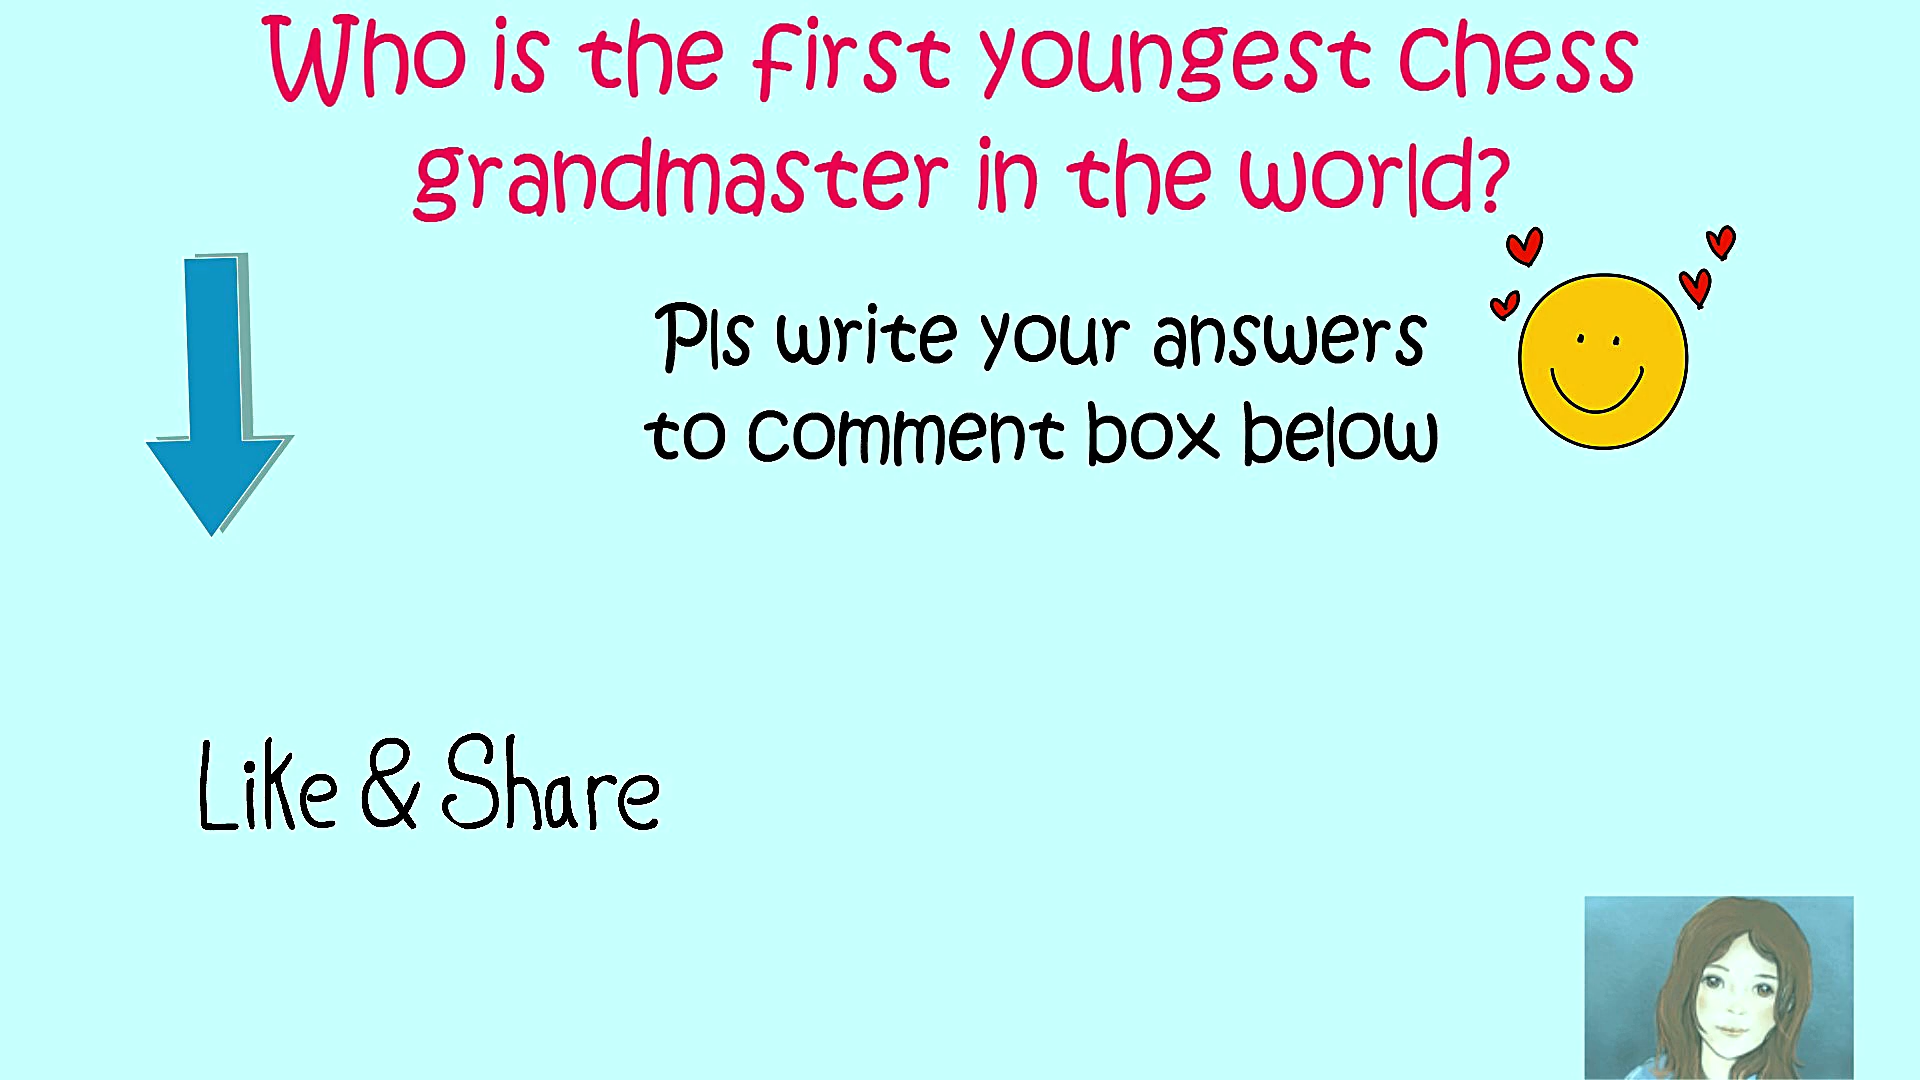 Who is the first youngest chess
grandmaster in the world?
Pls write your answers
to comment box below
Like & Share